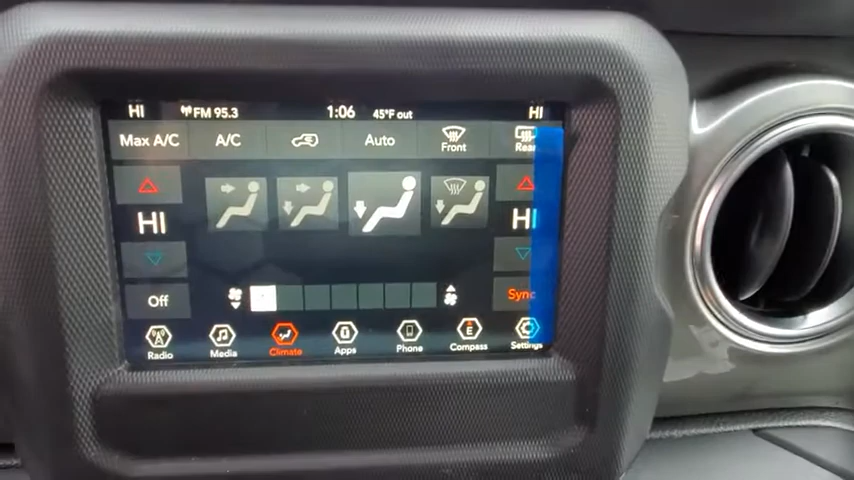 HI FM 95.3 1:06 45°F out HI
Max A/C A/C Auto Front Rear
HI HI
Off Sync
Radio Media Climate Apps Phone E Compass Settings